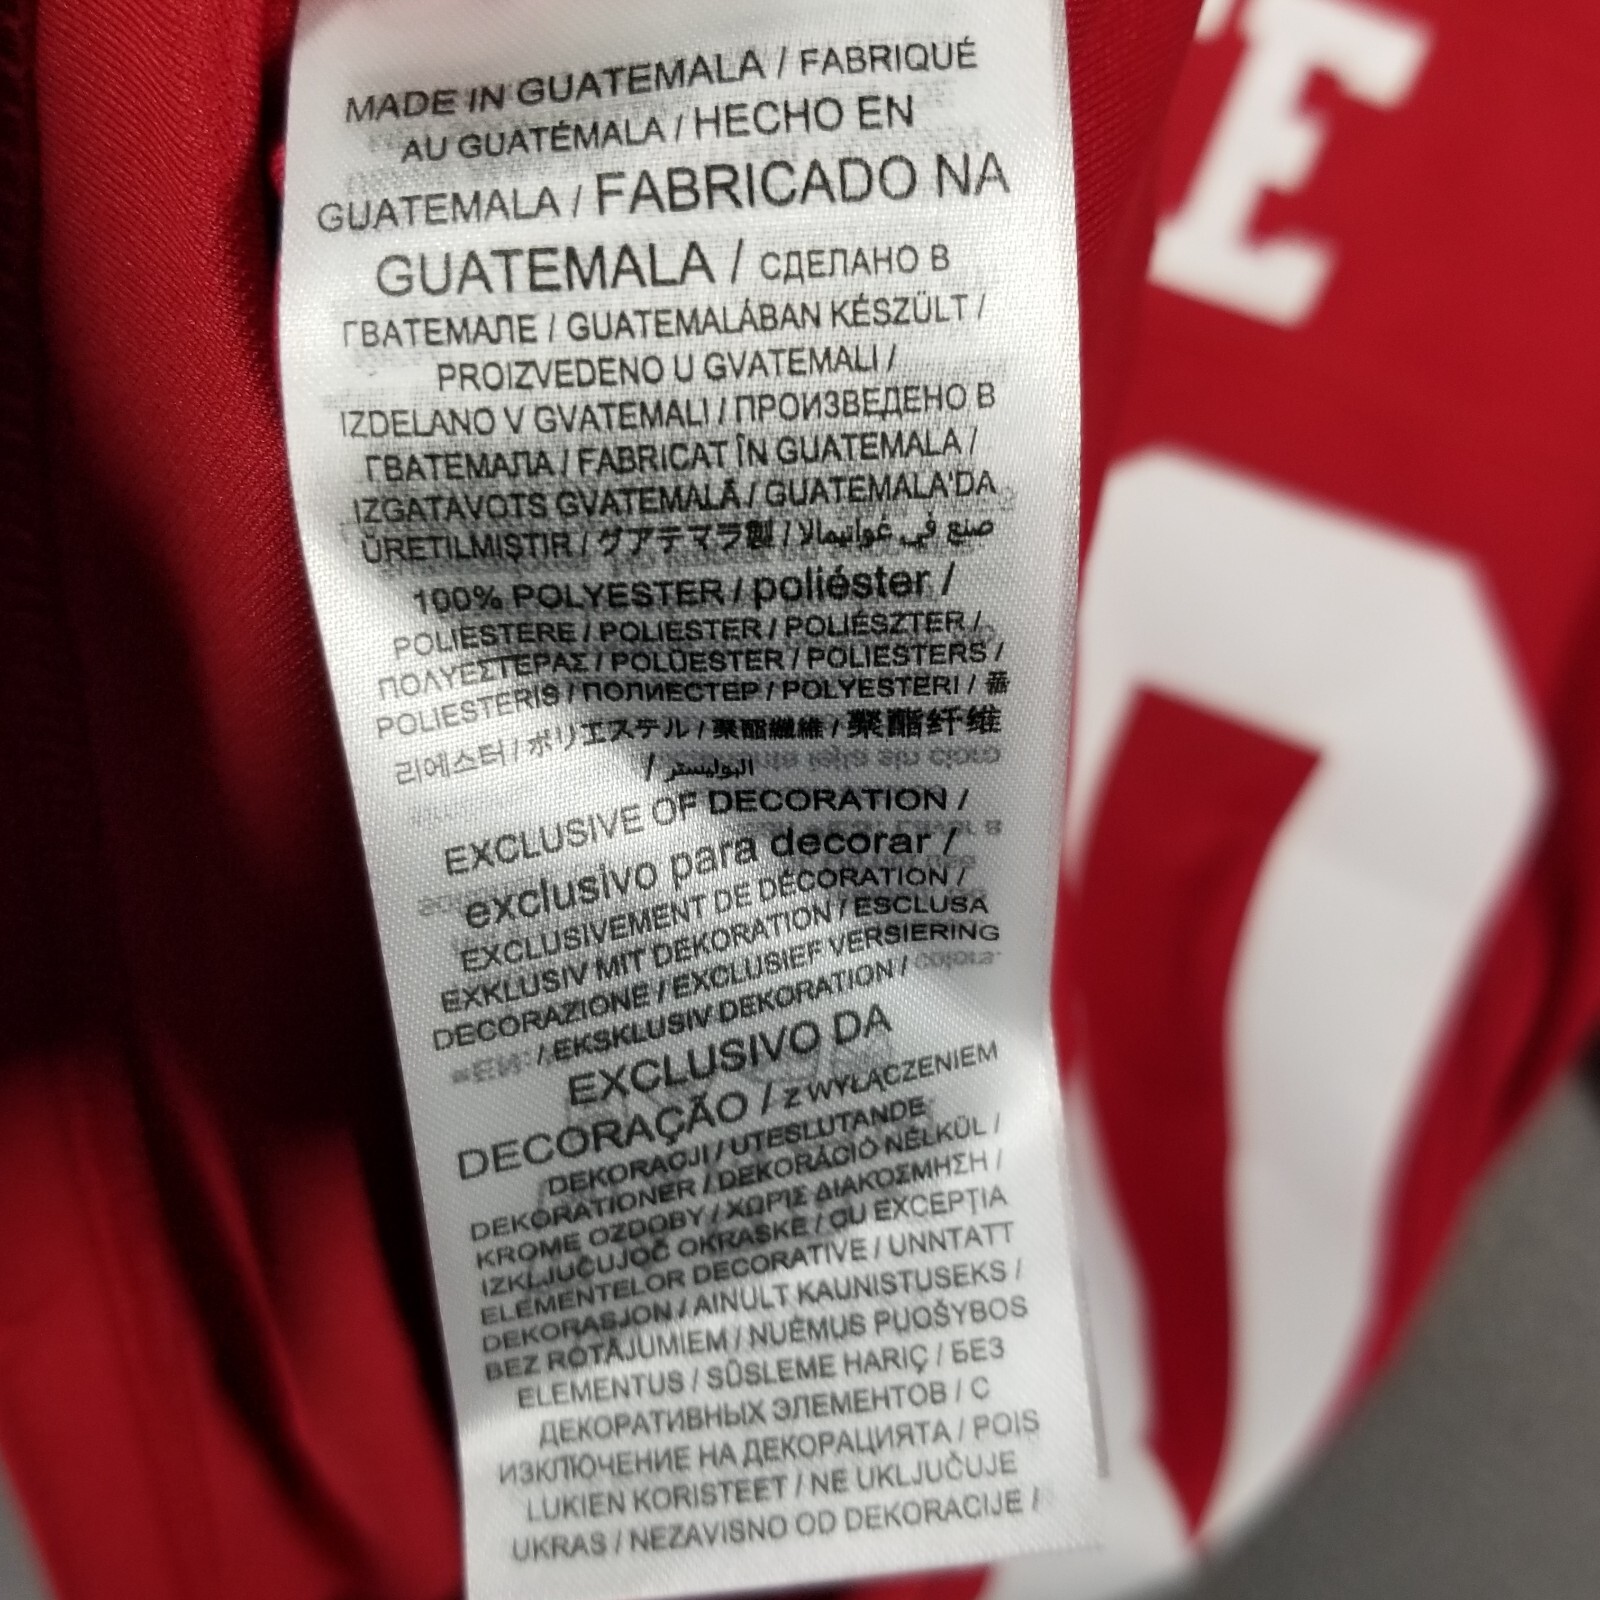 MADE IN GUATEMALA / FABRIQUÉ
AU GUATÉMALA / HECHO EN
GUATEMALA / FABRICADO NA
GUATEMALA / СДЕЛАНО В
ГВАТЕМАЛЕ / GUATEMALÁBAN KÉSZÜLT /
PROIZVEDENO U GVATEMALI /
IZDELANO V GVATEMALI / ПРОИЗВЕДЕНО В
ГВАТЕМАЛА / FABRICAT ÎN GUATEMALA /
IZGATAVOTS GVATEMALĀ / GUATEMALA'DA
ÜRETILMIŞTIR / グアテマラ製 / صنع في غواتيمالا
100% POLYESTER / poliéster /
POLIESTERE / POLIESTER / POLIÉSZTER /
ΠΟΛΥΕΣΤΕΡΑΣ / POLÜESTER / POLIESTERS /
POLIESTERIS / ПОЛИЕСТЕР / POLYESTERI / 폴
리에스터 / ポリエステル / 聚酯纖維 / 聚酯纤维
/ البوليستر
EXCLUSIVE OF DECORATION /
exclusivo para decorar /
EXCLUSIVEMENT DE DÉCORATION /
EXKLUSIV MIT DEKORATION / ESCLUSA
DECORAZIONE / EXCLUSIEF VERSIERING
/ EKSKLUSIV DEKORATION /
EXCLUSIVO DA
DECORAÇÃO / Z WYŁĄCZENIEM
DEKORACJI / UTESLUTANDE
DEKORATIONER / DEKORÁCIÓ NÉLKÜL /
KROME OZDOBY / ΧΩΡΙΣ ΔΙΑΚΟΣΜΗΣΗ /
IZKLJUČUJOČ OKRASKE / CU EXCEPȚIA
ELEMENTELOR DECORATIVE / UNNTATT
DEKORASJON / AINULT KAUNISTUSEKS /
BEZ ROTĀJUMIEM / NUĖMUS PUOŠYBOS
ELEMENTUS / SÜSLEME HARIÇ / БЕЗ
ДЕКОРАТИВНЫХ ЭЛЕМЕНТОВ / С
ИЗКЛЮЧЕНИЕ НА ДЕКОРАЦИЯТА / POIS
LUKIEN KORISTEET / NE UKLJUČUJE
UKRAS / NEZAVISNO OD DEKORACIJE /
E